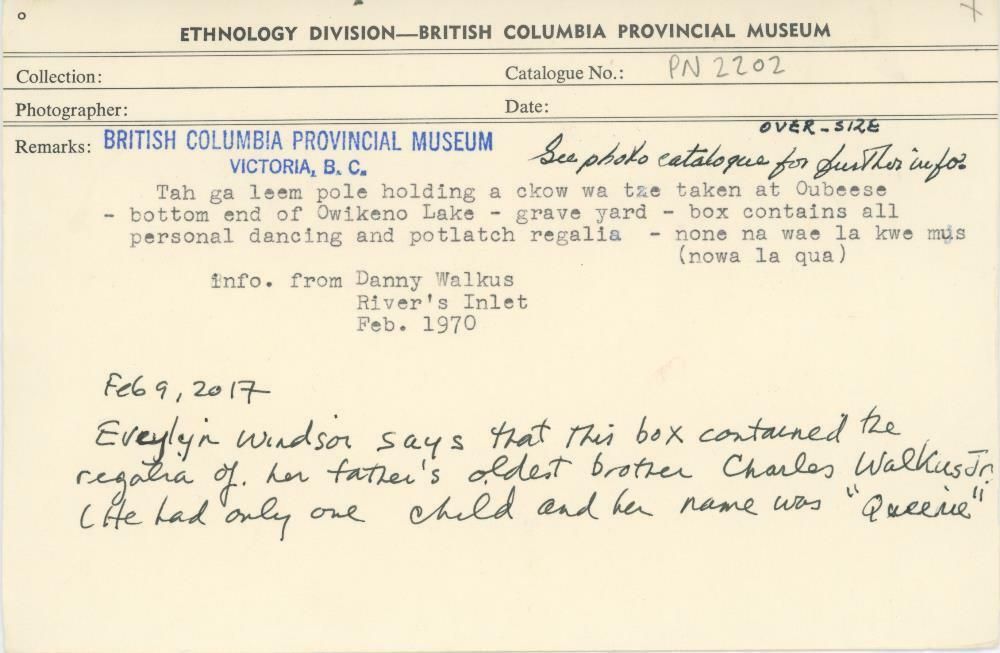 ETHNOLOGY DIVISION—BRITISH COLUMBIA PROVINCIAL MUSEUM
Collection: Catalogue No.: PN 2202
Photographer: Date:
OVER-SIZE
Remarks: BRITISH COLUMBIA PROVINCIAL MUSEUM
VICTORIA, B. C.
See photo catalogue for further info.
Tah ga leem pole holding a ckow wa tze taken at Oubeese
- bottom end of Owikeno Lake - grave yard - box contains all
personal dancing and potlatch regalia - none na wae la kwe mus
(nowa la qua)
info. from Danny Walkus
River's Inlet
Feb. 1970
Feb 9, 2017
Eveylyn Windsor says that this box contained the
regalia of her father's oldest brother Charles Walkus Jr.
(He had only one child and her name was "Queenie"